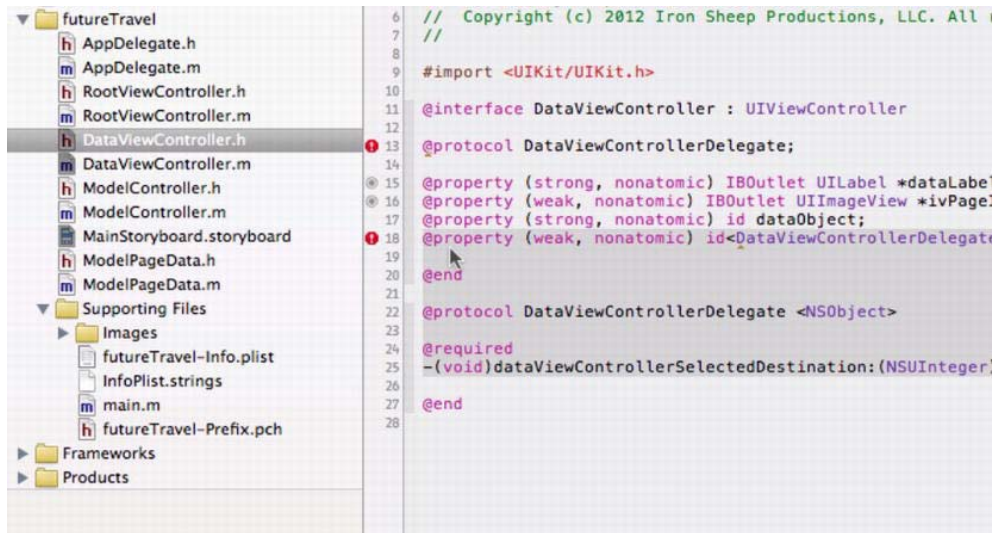 futureTravel
h AppDelegate.h
m AppDelegate.m
h RootViewController.h
m RootViewController.m
h DataViewController.h
m DataViewController.m
h ModelController.h
m ModelController.m
MainStoryboard.storyboard
h ModelPageData.h
m ModelPageData.m
Supporting Files
Images
futureTravel-Info.plist
InfoPlist.strings
m main.m
h futureTravel-Prefix.pch
Frameworks
Products
6 // Copyright (c) 2012 Iron Sheep Productions, LLC. All
7 //
8
9 #import <UIKit/UIKit.h>
10
11 @interface DataViewController : UIViewController
12
13 @protocol DataViewControllerDelegate;
14
15 @property (strong, nonatomic) IBOutlet UILabel *dataLabel
16 @property (weak, nonatomic) IBOutlet UIImageView *ivPageI
17 @property (strong, nonatomic) id dataObject;
18 @property (weak, nonatomic) id<DataViewControllerDelegate
19
20 @end
21
22 @protocol DataViewControllerDelegate <NSObject>
23
24 @required
25 -(void)dataViewControllerSelectedDestination:(NSUInteger)
26
27 @end
28